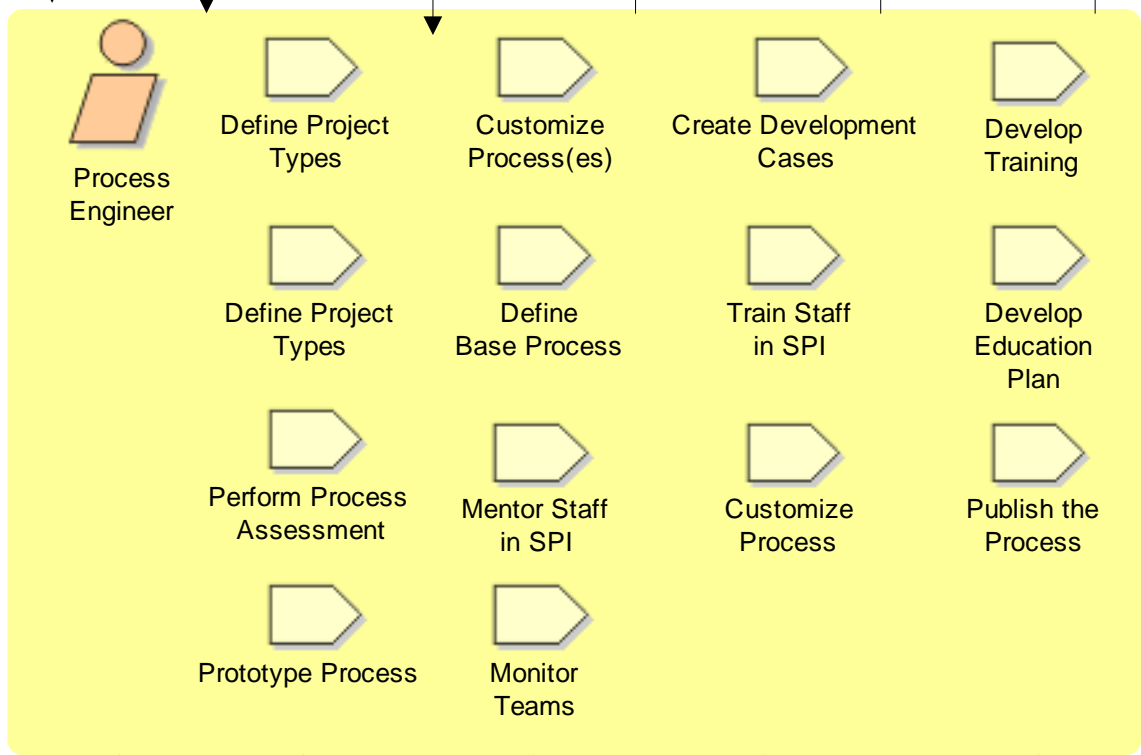 Process
Engineer
Define Project
Types
Customize
Process(es)
Create Development
Cases
Develop
Training
Define Project
Types
Define
Base Process
Train Staff
in SPI
Develop
Education
Plan
Perform Process
Assessment
Mentor Staff
in SPI
Customize
Process
Publish the
Process
Prototype Process
Monitor
Teams